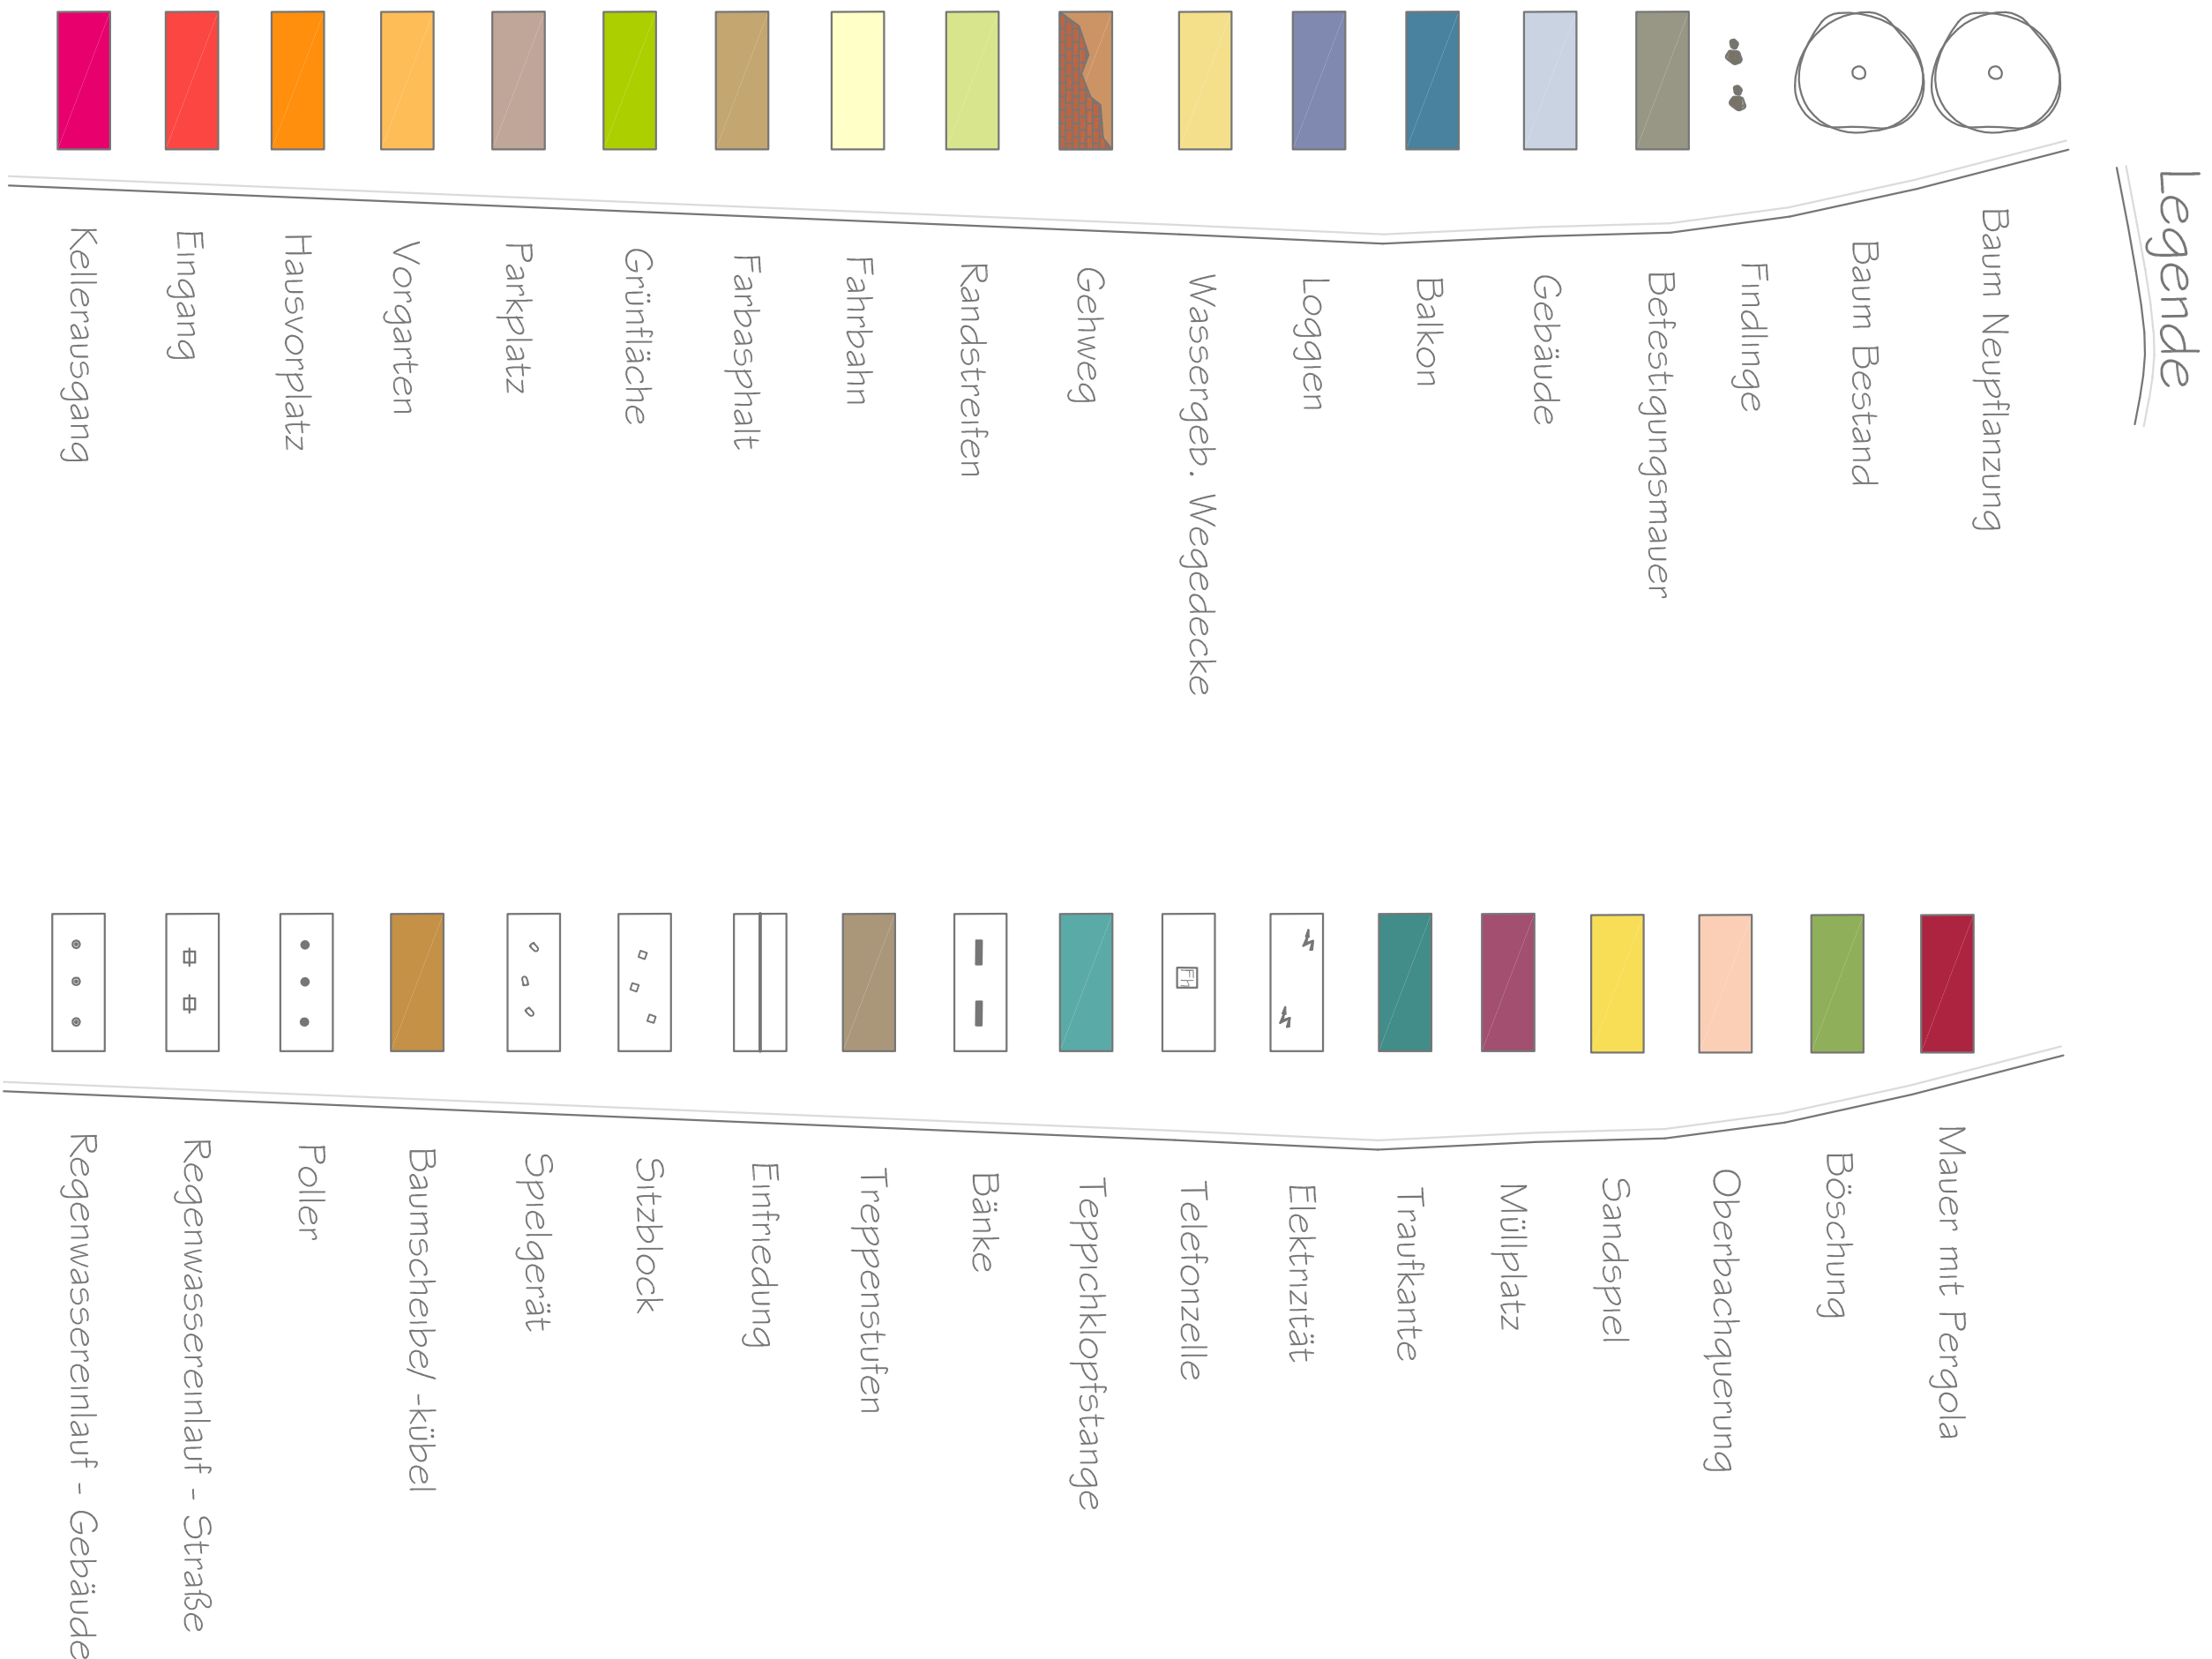 Legende
Baum Neupflanzung
Baum Bestand
Findlinge
Befestigungsmauer
Gebäude
Balkon
Loggien
Wassergeb. Wegedecke
Gehweg
Randstreifen
Fahrbahn
Farbasphalt
Grünfläche
Parkplatz
Vorgarten
Hausvorplatz
Eingang
Kellerausgang
Mauer mit Pergola
Böschung
Oberbachquerung
Sandspiel
Müllplatz
Traufkante
Elektrizität
Fh
Telefonzelle
Teppichklopfstange
Bänke
Treppenstufen
Einfriedung
Sitzblock
Spielgerät
Baumscheibe/ -kübel
Poller
Regenwassereinlauf - Straße
Regenwassereinlauf - Gebäude